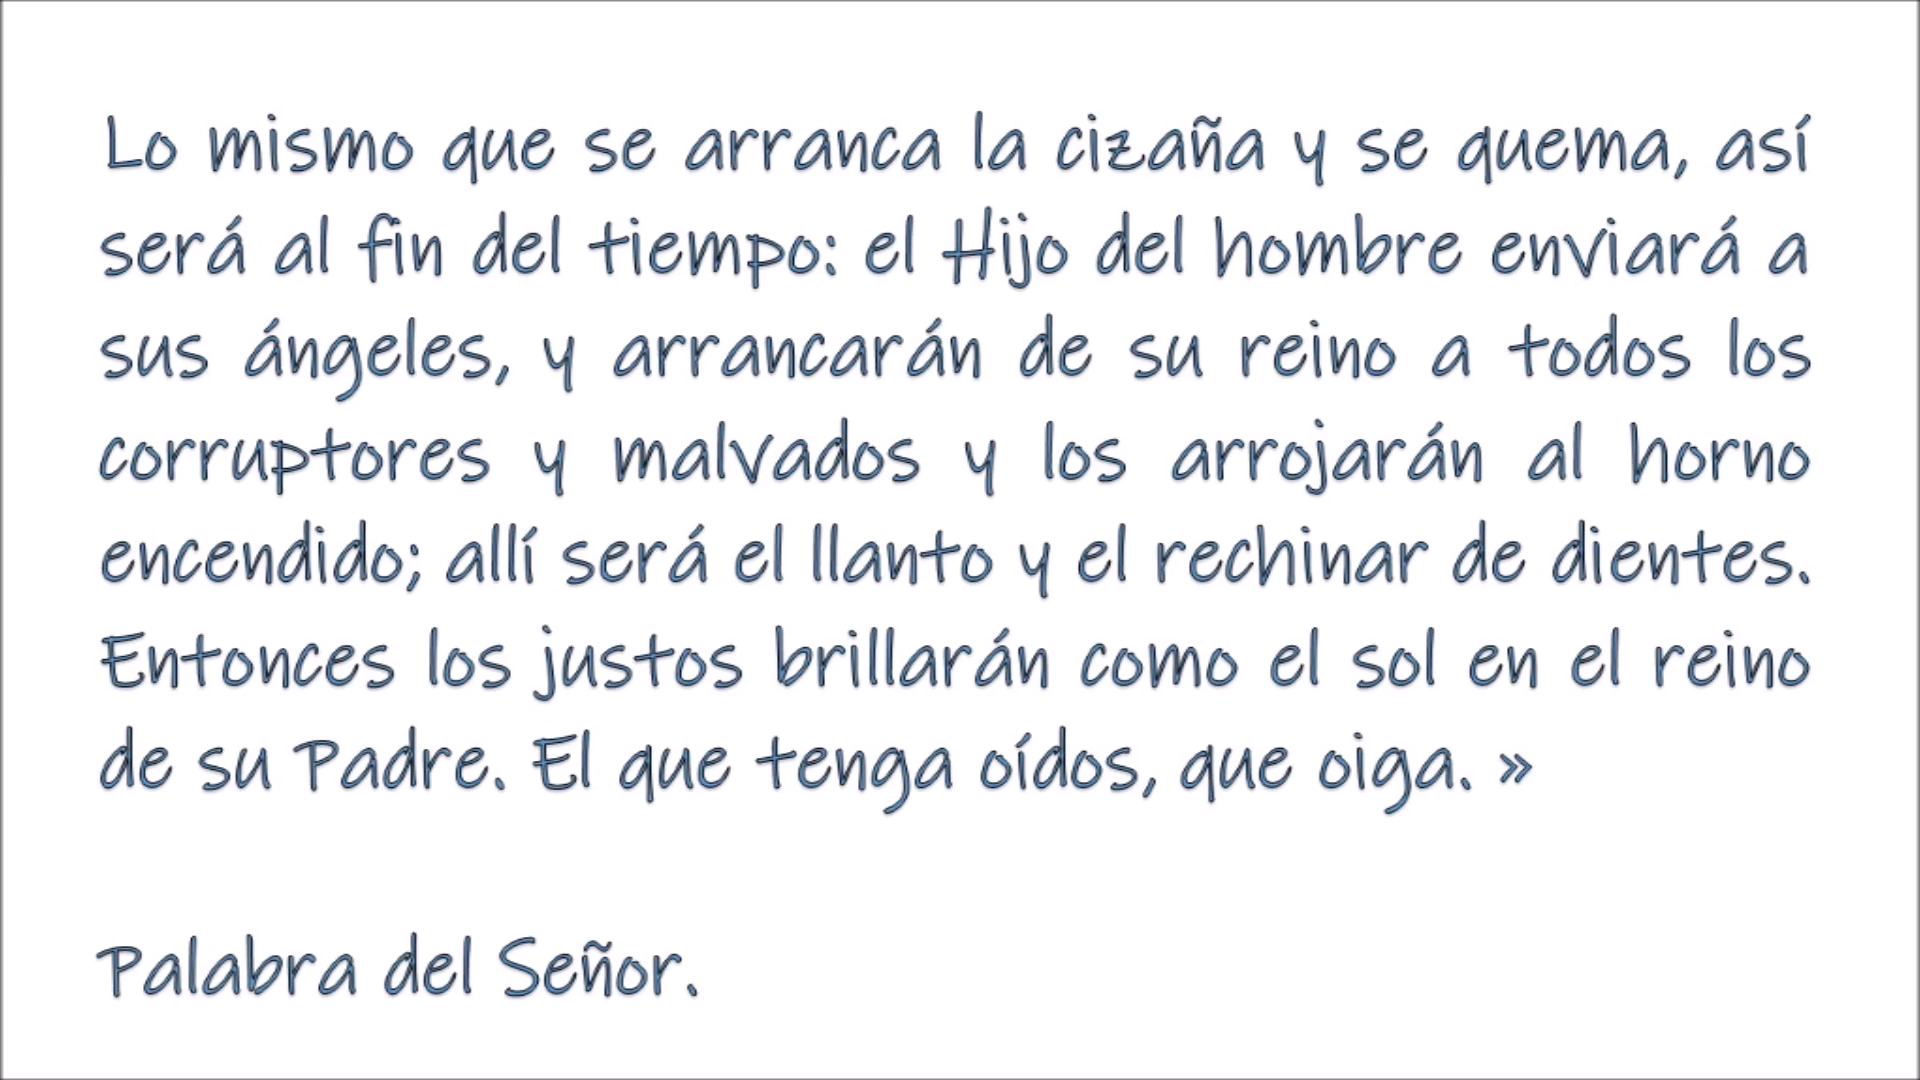 Lo mismo que se arranca la cizaña y se quema, así
será al fin del tiempo: el Hijo del hombre enviará a
sus ángeles, y arrancarán de su reino a todos los
corruptores y malvados y los arrojarán al horno
encendido; allí será el llanto y el rechinar de dientes.
Entonces los justos brillarán como el sol en el reino
de su Padre. El que tenga oídos, que oiga. »
Palabra del Señor.